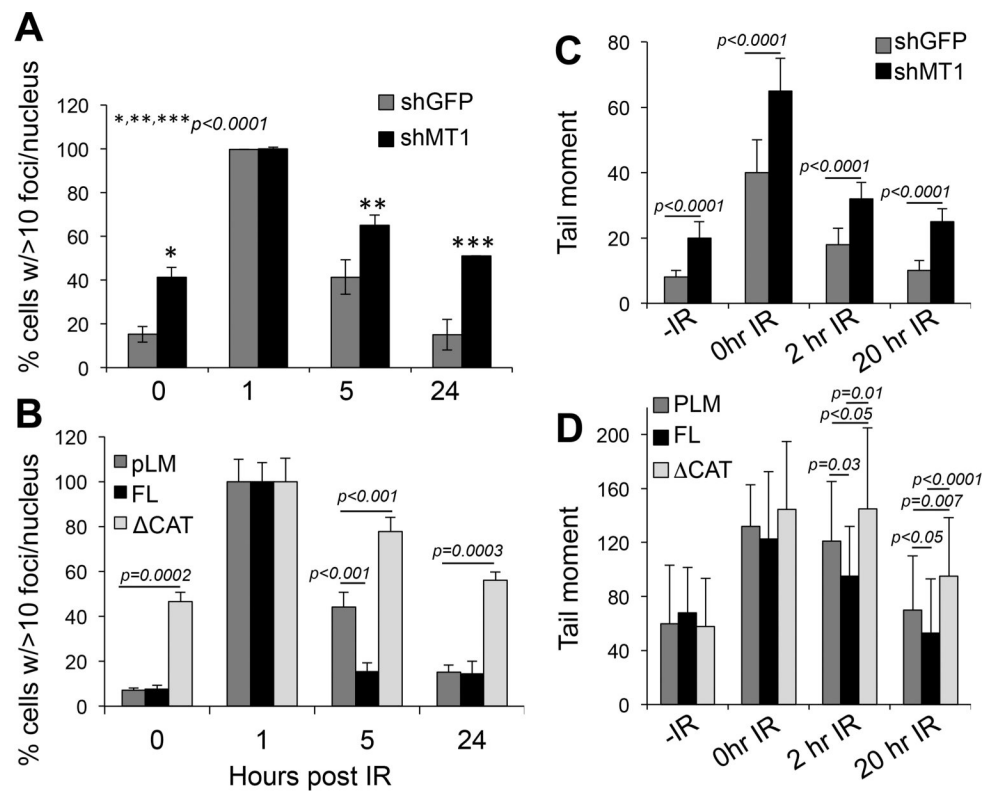 A
% cells w/>10 foci/nucleus
120
100
80
60
40
20
0
*,**,***p<0.0001
shGFP
shMT1
*
**
***
0 1 5 24
B
% cells w/>10 foci/nucleus
120
100
80
60
40
20
0
pLM
FL
ΔCAT
p=0.0002
p<0.001
p<0.001
p=0.0003
0 1 5 24
Hours post IR
C
Tail moment
80
60
40
20
0
shGFP
shMT1
p<0.0001
p<0.0001
p<0.0001
p<0.0001
-IR 0hr IR 2 hr IR 20 hr IR
D
Tail moment
200
160
120
80
40
0
PLM
FL
ΔCAT
p=0.01
p<0.05
p=0.03
p<0.0001
p=0.007
p<0.05
-IR 0hr IR 2 hr IR 20 hr IR